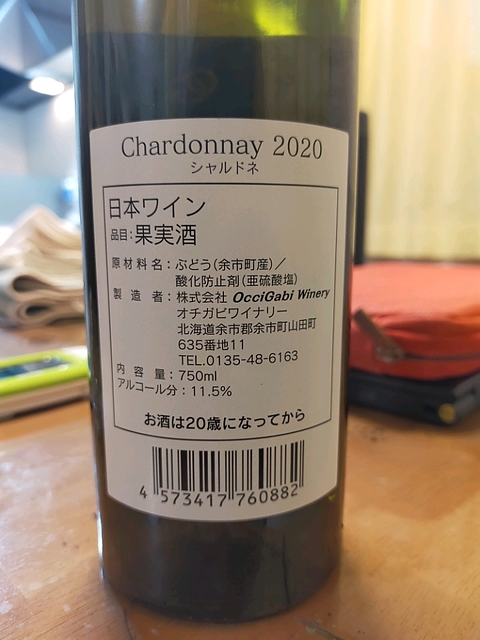 Chardonnay 2020
シャルドネ
日本ワイン
品目:果実酒
原材料名:ぶどう(余市町産)／
酸化防止剤(亜硫酸塩)
製造者:株式会社 OcciGabi Winery
オチガビワイナリー
北海道余市郡余市町山田町
635番地11
TEL.0135-48-6163
内容量:750ml
アルコール分:11.5%
お酒は20歳になってから
4 573417 760882